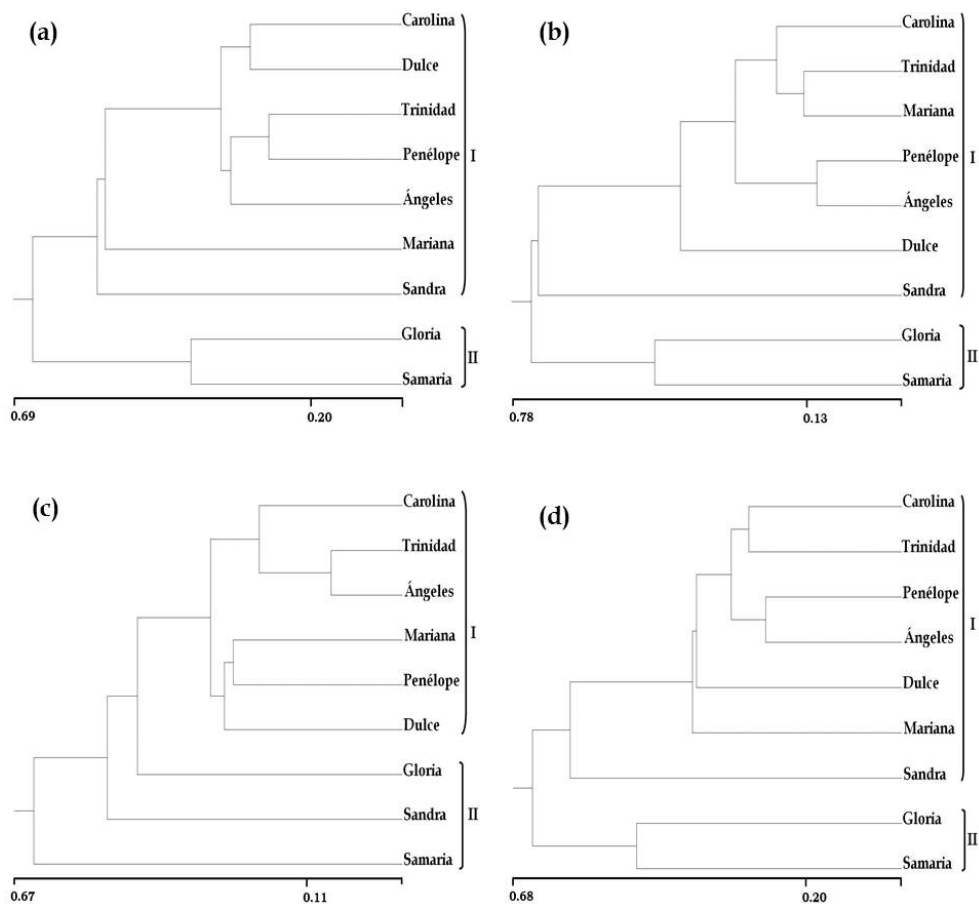 (a)
Carolina
Dulce
Trinidad
Penélope
I
Ángeles
Mariana
Sandra
Gloria
II
Samaria
0.69 0.20
(b)
Carolina
Trinidad
Mariana
Penélope
I
Ángeles
Dulce
Sandra
Gloria
II
Samaria
0.78 0.13
(c)
Carolina
Trinidad
Ángeles
I
Mariana
Penélope
Dulce
Gloria
Sandra
II
Samaria
0.67 0.11
(d)
Carolina
Trinidad
Penélope
I
Ángeles
Dulce
Mariana
Sandra
Gloria
II
Samaria
0.68 0.20